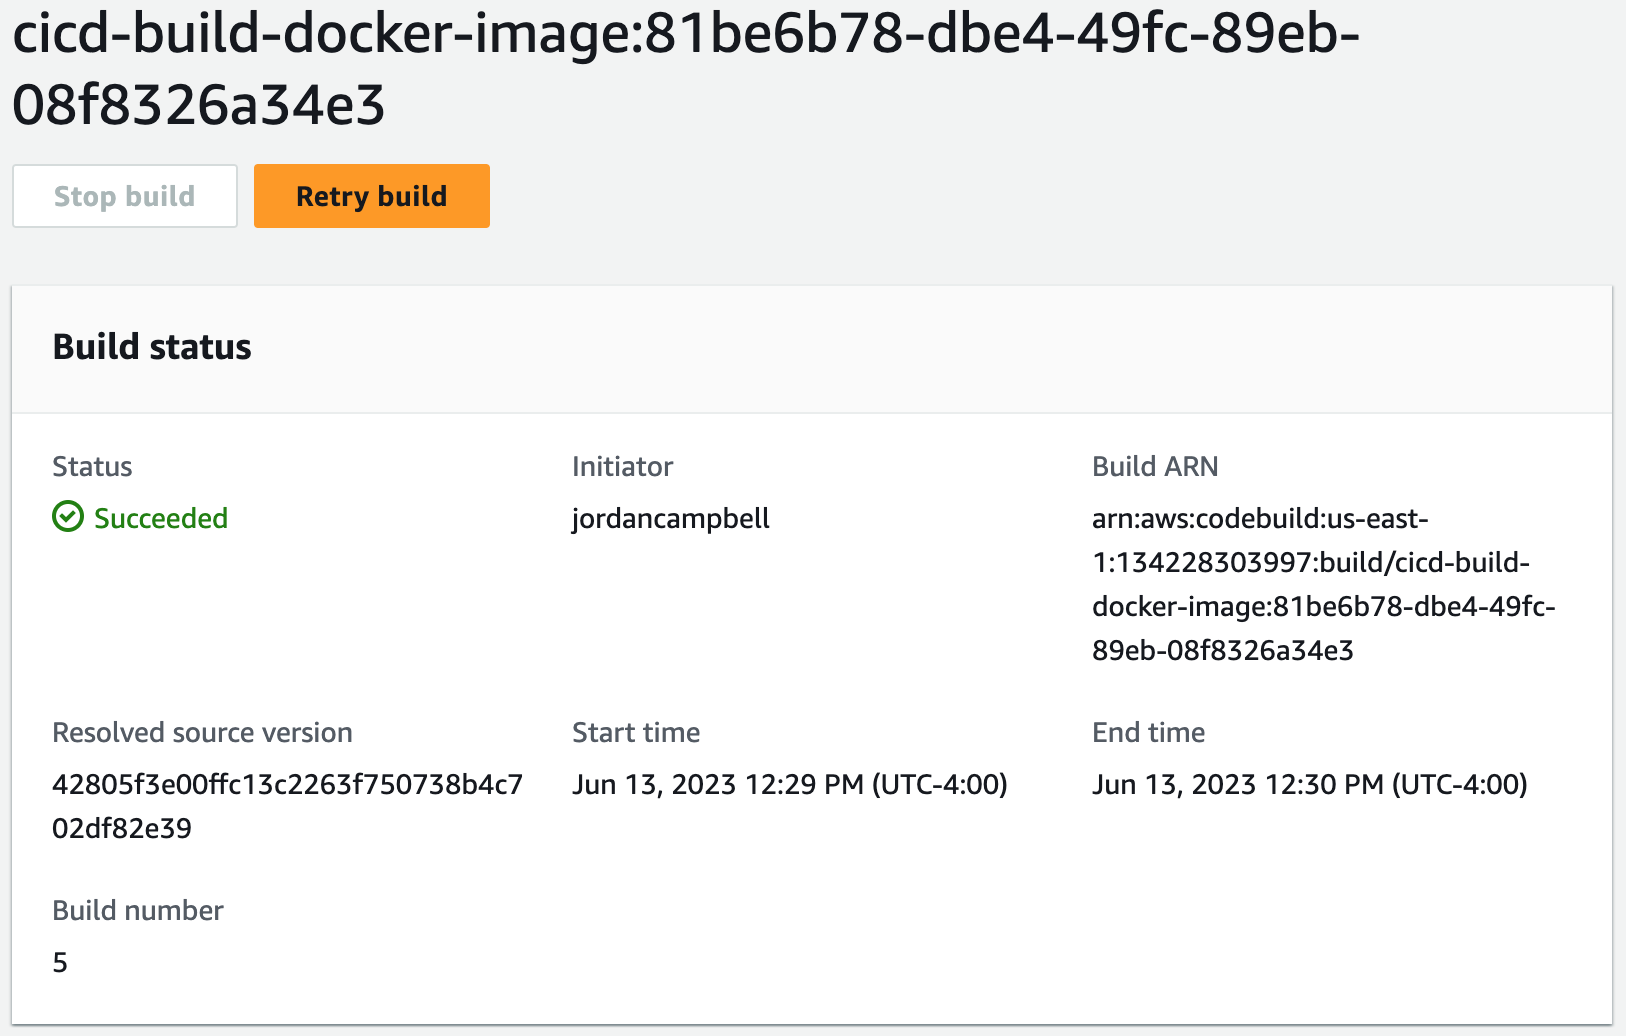 cicd-build-docker-image:81be6b78-dbe4-49fc-89eb-
08f8326a34e3
Stop build
Retry build
Build status
Status
Succeeded
Initiator
jordancampbell
Build ARN
arn:aws:codebuild:us-east-
1:134228303997:build/cicd-build-
docker-image:81be6b78-dbe4-49fc-
89eb-08f8326a34e3
Resolved source version
42805f3e00ffc13c2263f750738b4c7
02df82e39
Start time
Jun 13, 2023 12:29 PM (UTC-4:00)
End time
Jun 13, 2023 12:30 PM (UTC-4:00)
Build number
5